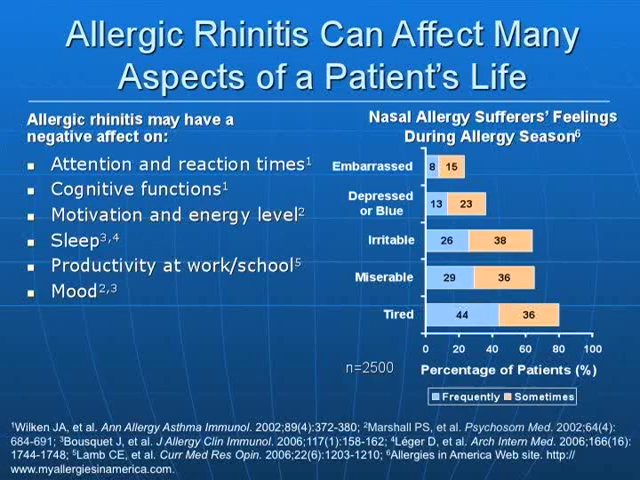 Allergic Rhinitis Can Affect Many
Aspects of a Patient's Life
Allergic rhinitis may have a
negative affect on:
Attention and reaction times1
Cognitive functions1
Motivation and energy level2
Sleep3,4
Productivity at work/school5
Mood2,3
Nasal Allergy Sufferers' Feelings
During Allergy Season6
Embarrassed 8 15
Depressed
or Blue 13 23
Irritable 26 38
Miserable 29 36
Tired 44 36
0 20 40 60 80 100
n=2500 Percentage of Patients (%)
Frequently Sometimes
1Wilken JA, et al. Ann Allergy Asthma Immunol. 2002;89(4):372-380; 2Marshall PS, et al. Psychosom Med. 2002;64(4):
684-691; 3Bousquet J, et al. J Allergy Clin Immunol. 2006;117(1):158-162; 4Léger D, et al. Arch Intern Med. 2006;166(16):
1744-1748; 5Lamb CE, et al. Curr Med Res Opin. 2006;22(6):1203-1210; 6Allergies in America Web site. http://
www.myallergiesinamerica.com.